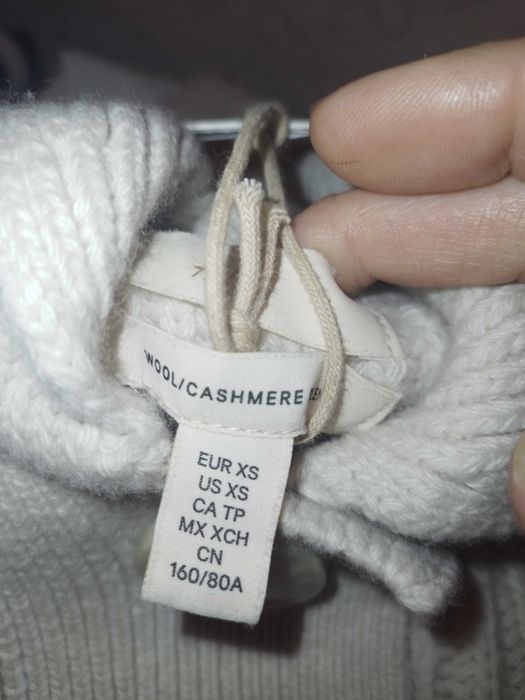 WOOL/CASHMERE
EUR XS
US XS
CA TP
MX XCH
CN
160/80A